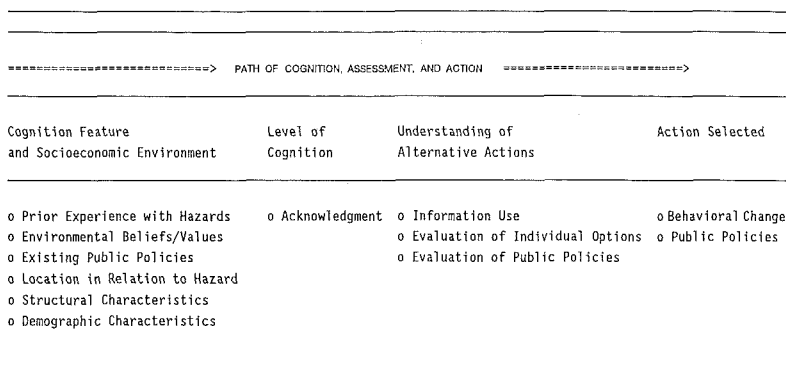 ===========================> PATH OF COGNITION, ASSESSMENT, AND ACTION ========================>
Cognition Feature Level of Understanding of Action Selected
and Socioeconomic Environment Cognition Alternative Actions
o Prior Experience with Hazards o Acknowledgment o Information Use o Behavioral Change
o Environmental Beliefs/Values o Evaluation of Individual Options o Public Policies
o Existing Public Policies o Evaluation of Public Policies
o Location in Relation to Hazard
o Structural Characteristics
o Demographic Characteristics